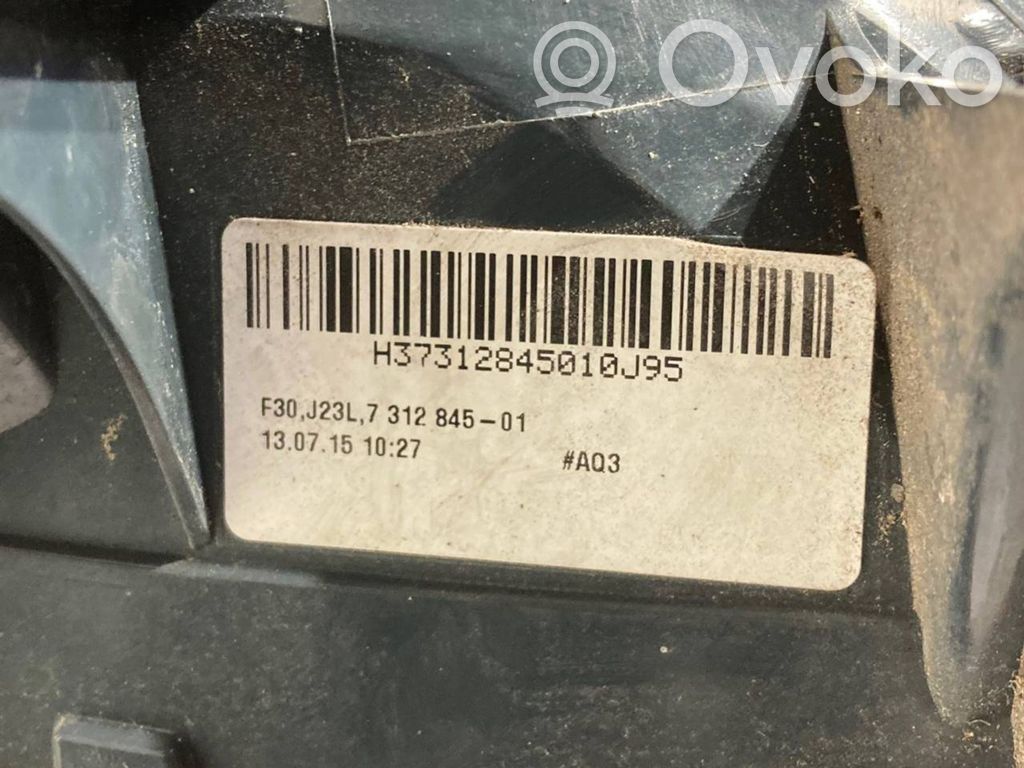 Ovoko
H37312845010J95
F30,J23L,7 312 845-01
13.07.15 10:27
#AQ3